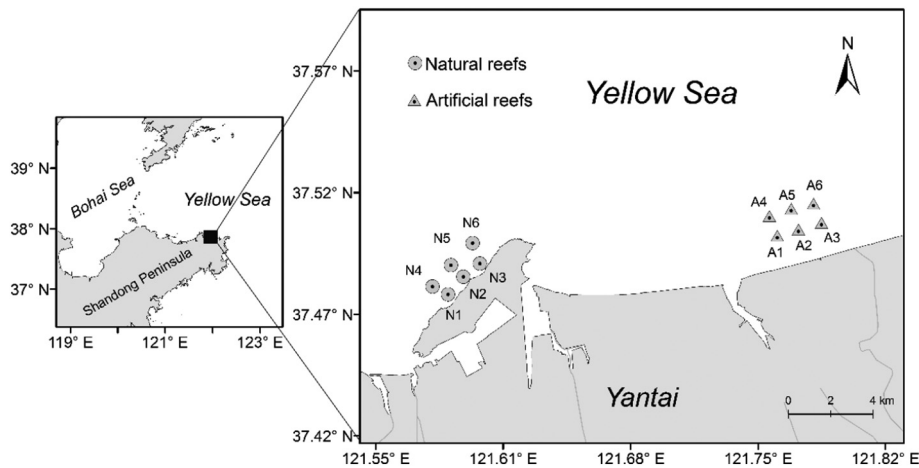 39° N
38° N
37° N
119° E
121° E
123° E
Bohai Sea
Yellow Sea
Shandong Peninsula
37.57° N
37.52° N
37.47° N
37.42° N
Natural reefs
Artificial reefs
Yellow Sea
N
A4
A5
A6
A1
A2
A3
N6
N5
N4
N3
N2
N1
Yantai
0 2 4 km
121.55° E
121.61° E
121.68° E
121.75° E
121.82° E